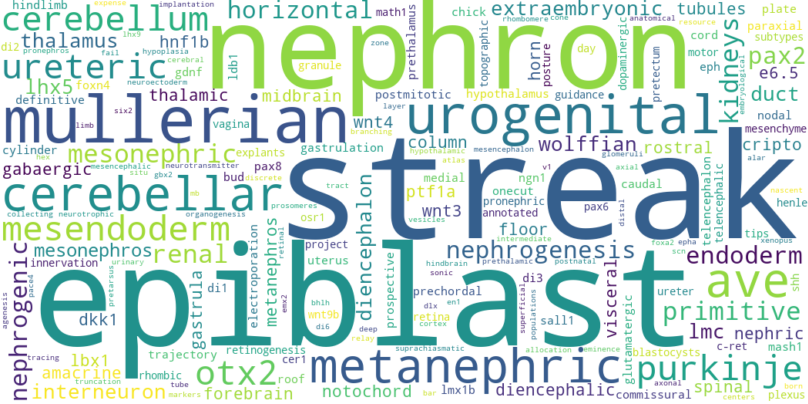 hindlimb expense implantation math1 chick extraembryonic tubules plate
cerebellum horizontal rhombomere cone anatomical resource paraxial
di2 pronephros lhx9 hypoplasia thalamus hnf1b nephron prethalamus topographic horn posture day dopaminergic pretectum cord motor eph kidneys embryological subtypes pax2
fail cerebral ureteric gdnf ldb1 granule zone e6.5
lhx5 foxn4 neuroectoderm thalamic midbrain postmitotic hypothalamus guidance duct
definitive six2 layer nodal
mullerian limb vagina wnt4 urogenital mesenchyme
cylinder hex neurotransmitter branching gastrulation column wolffian rostral cripto
mesonephric explants hypothalamic mesencephalon glomeruli alar
gabaergic mesencephalic situ bud pax8 atlas medial v1 axial telencephalon telencephalic
gbx2 discrete prosomeres tract ptf1a ngn1 onecut caudal nascent
cerebellar mb streak pronephric annotated pax6 distal henle
collecting neurotrophic organogenesis osr1 vesicles wnt3 floor intermediate foxa2 epha tips xenopus
mesendoderm diencephalon nephrogenesis
mesonephros renal metanephros retinal electroporation project hindbrain prethalamic postnatal scn endoderm
innervation pretarsus urinary uterus sonic prechordal di3 visceral ureter shh
nephrogenic agenesis pace4 epiblast gastrula di1 emx2 prospective bhlh wnt9b dlx en1 superficial populations sall1 glutamatergic ave
dkk1 di6 deep retina cortex primitive
tracing lbx1 trajectory retinogenesis relay suprachiasmatic allocation eminence blastocysts lmc nephric
amacrine rhombic cer1 c-ret mash1
truncation otx2 roof metanephric purkinje
interneuron tube markers forebrain notochord bar lmx1b diencephalic commissural axonal spinal centers born plexus